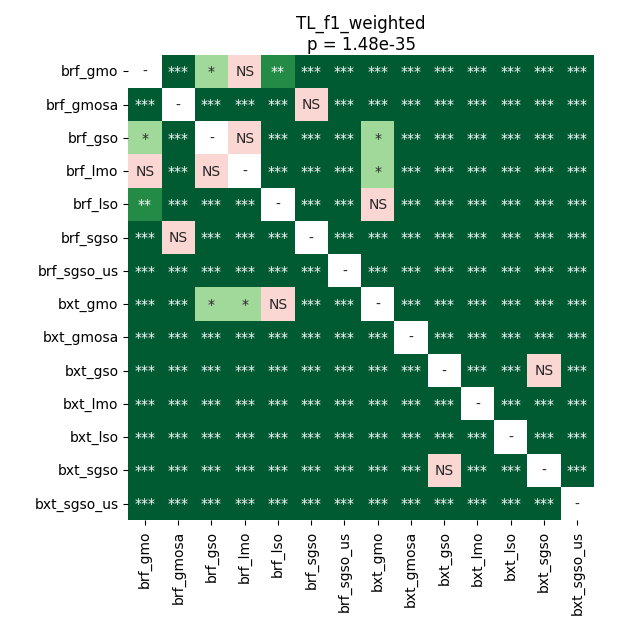 TL_f1_weighted
p = 1.48e-35
brf_gmo - *** * NS ** *** *** *** *** *** *** *** *** ***
brf_gmosa *** - *** *** *** NS *** *** *** *** *** *** *** ***
brf_gso * *** - NS *** *** *** * *** *** *** *** *** ***
brf_lmo NS *** NS - *** *** *** * *** *** *** *** *** ***
brf_lso ** *** *** *** - *** *** NS *** *** *** *** *** ***
brf_sgso *** NS *** *** *** - *** *** *** *** *** *** *** ***
brf_sgso_us *** *** *** *** *** *** - *** *** *** *** *** *** ***
bxt_gmo *** *** * * NS *** *** - *** *** *** *** *** ***
bxt_gmosa *** *** *** *** *** *** *** *** - *** *** *** *** ***
bxt_gso *** *** *** *** *** *** *** *** *** - *** *** NS ***
bxt_lmo *** *** *** *** *** *** *** *** *** *** - *** *** ***
bxt_lso *** *** *** *** *** *** *** *** *** *** *** - *** ***
bxt_sgso *** *** *** *** *** *** *** *** *** NS *** *** - ***
bxt_sgso_us *** *** *** *** *** *** *** *** *** *** *** *** *** -
brf_gmo
brf_gmosa
brf_gso
brf_lmo
brf_lso
brf_sgso
brf_sgso_us
bxt_gmo
bxt_gmosa
bxt_gso
bxt_lmo
bxt_lso
bxt_sgso
bxt_sgso_us